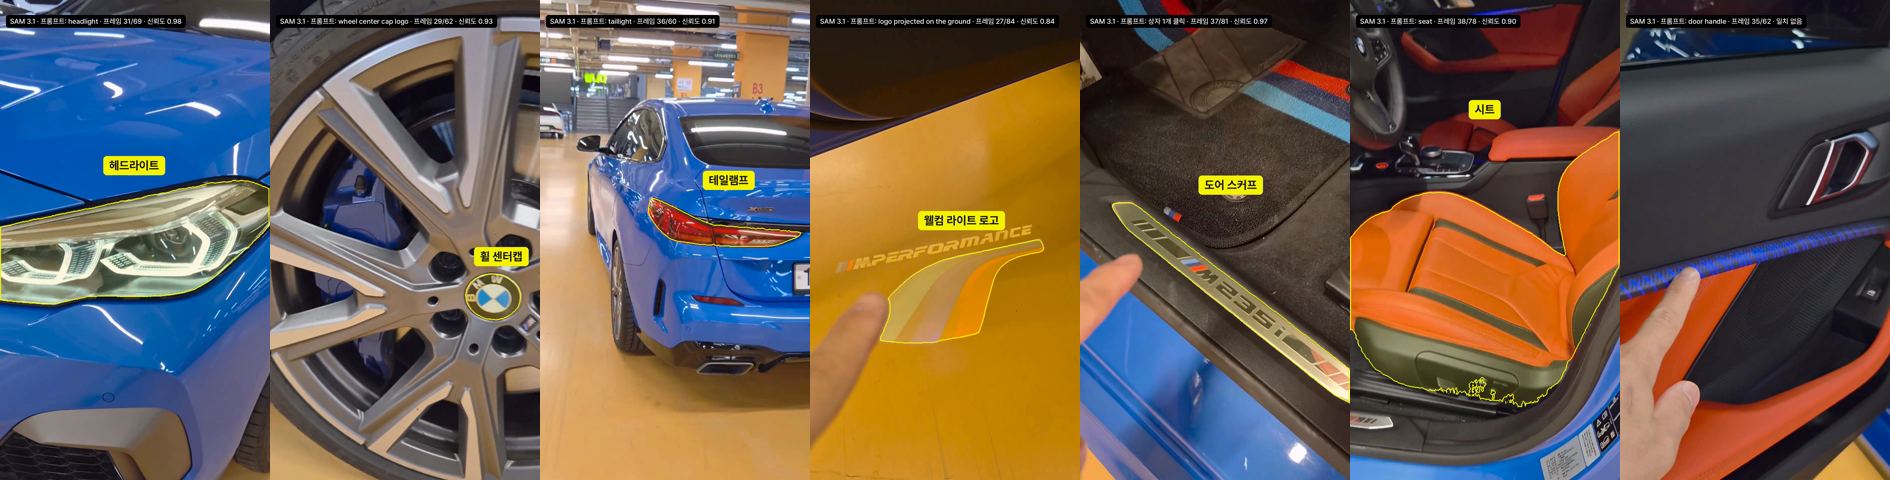 SAM 3.1 · 프롬프트: headlight · 프레임 31/69 · 신뢰도 0.98
헤드라이트
SAM 3.1 · 프롬프트: wheel center cap logo · 프레임 29/62 · 신뢰도 0.93
휠 센터캡
BMW
SAM 3.1 · 프롬프트: taillight · 프레임 36/60 · 신뢰도 0.91
B3
테일램프
SAM 3.1 · 프롬프트: logo projected on the ground · 프레임 27/84 · 신뢰도 0.84
웰컴 라이트 로고
M PERFORMANCE
SAM 3.1 · 프롬프트: 상자 1개 클릭 · 프레임 37/81 · 신뢰도 0.97
도어 스커프
M235i
SAM 3.1 · 프롬프트: seat · 프레임 38/78 · 신뢰도 0.90
시트
SAM 3.1 · 프롬프트: door handle · 프레임 35/62 · 일치 없음